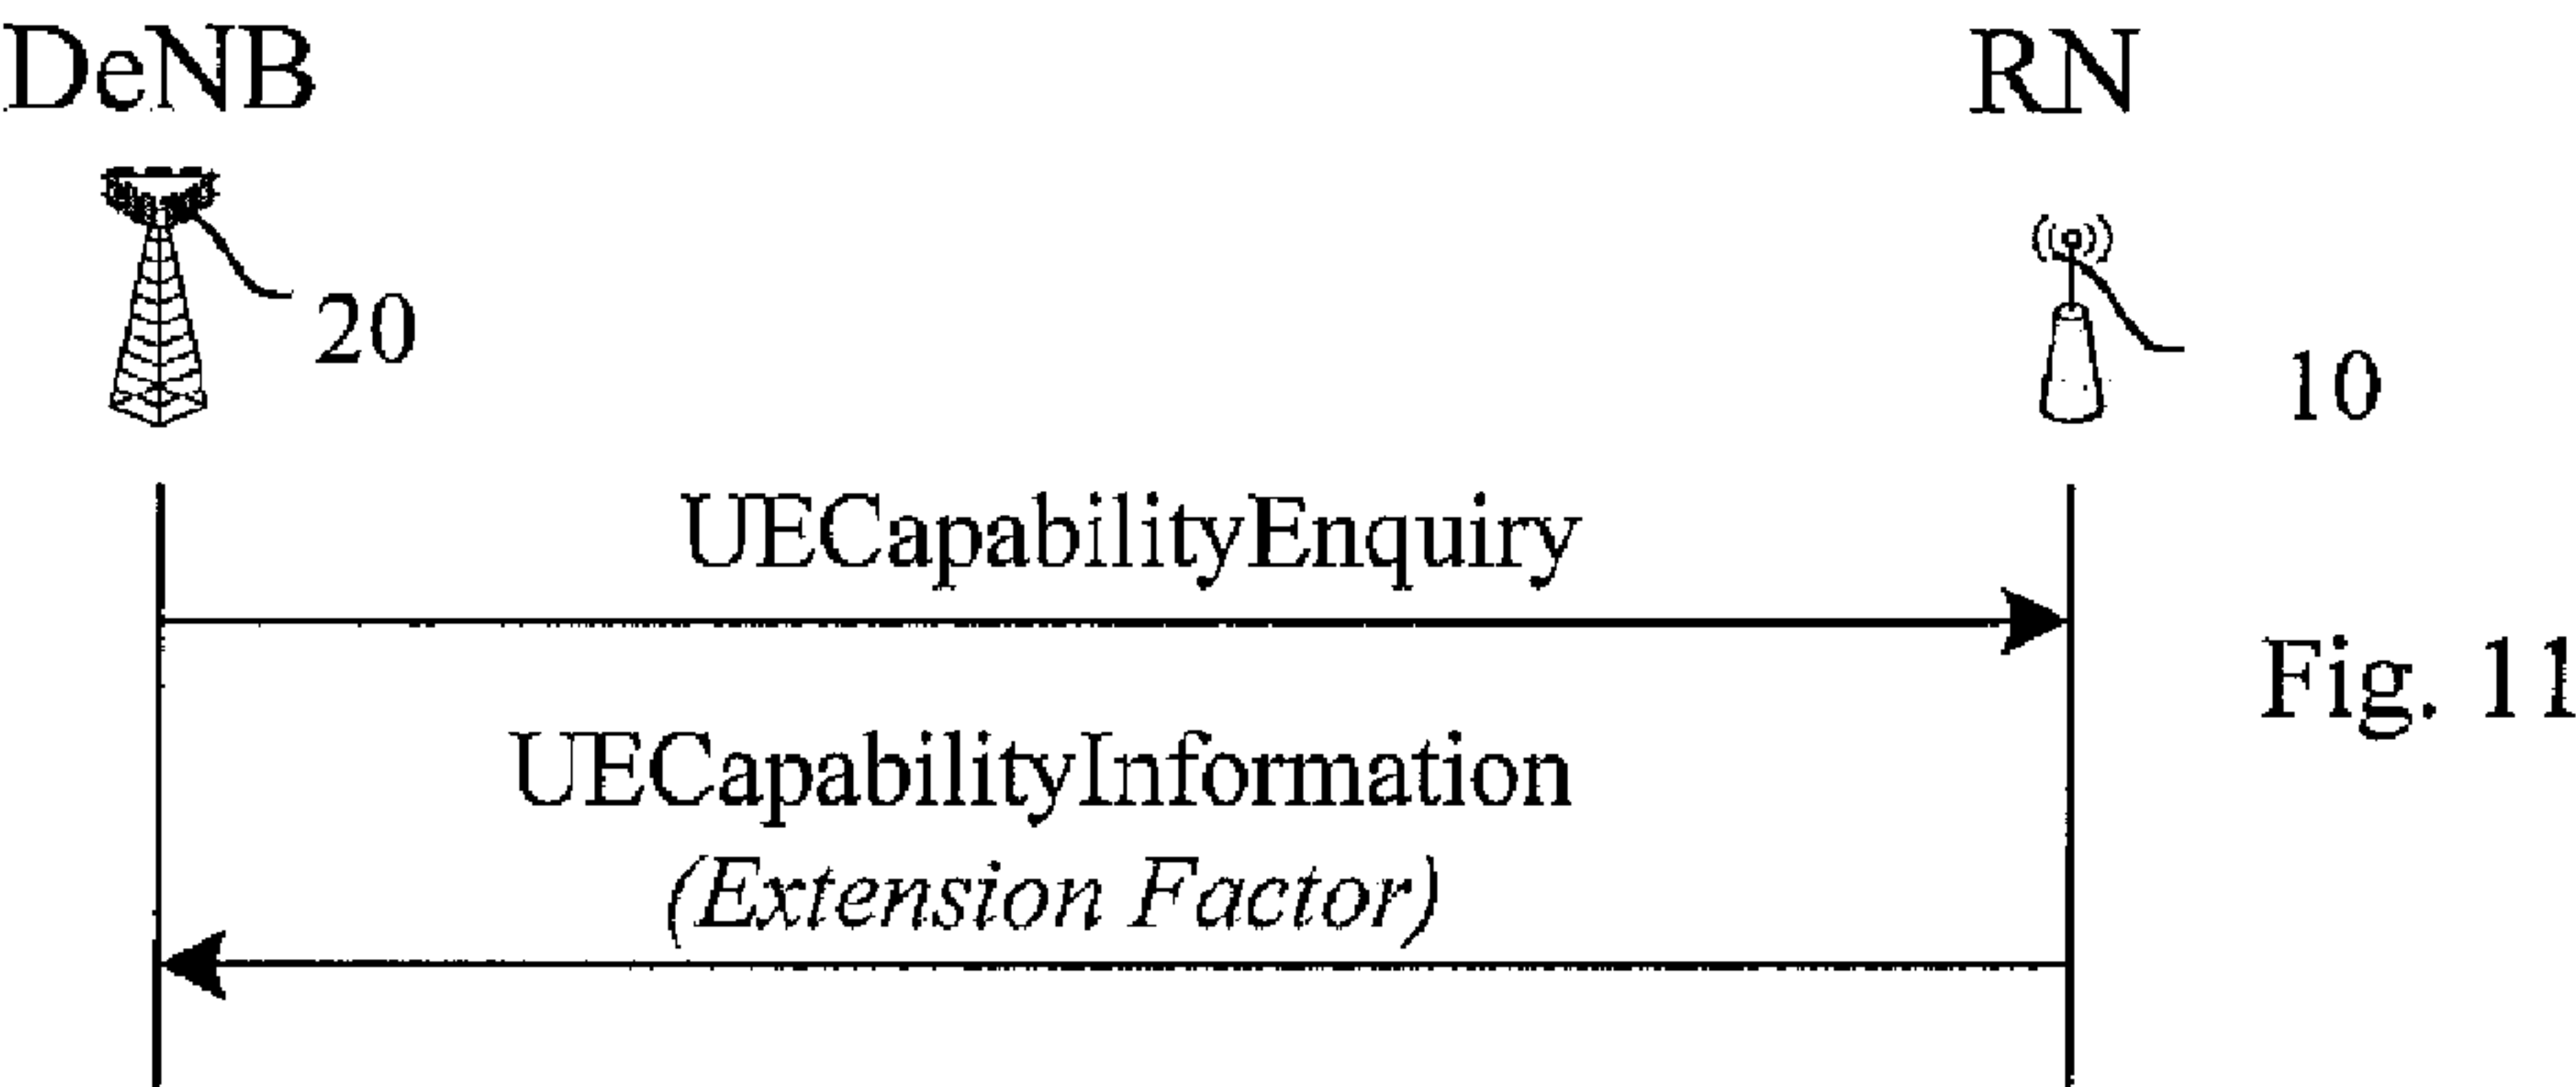 DeNB
RN
20
10
UECapabilityEnquiry
Fig. 11
UECapabilityInformation
(Extension Factor)